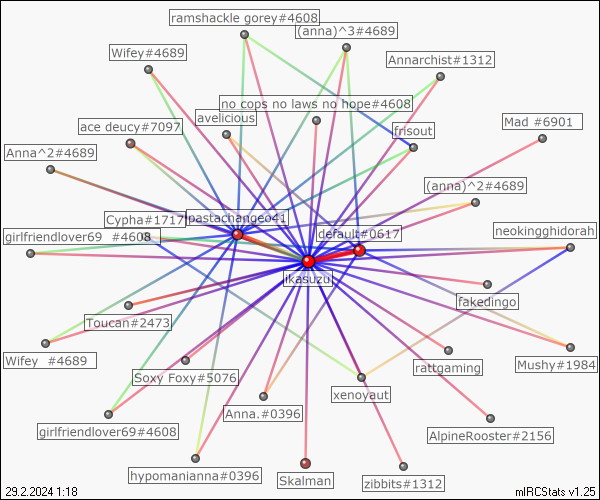 ramshackle gorey#4608
(anna)^3#4689
Wifey#4689
Annarchist#1312
no cops no laws no hope#4608
avelicious
Mad #6901
ace deucy#7097
frisout
Anna^2#4689
(anna)^2#4689
Cypha#1717
pastachangeo41
default#0617
neokingghidorah
girlfriendlover69 #4608
ikasuzu
fakedingo
Toucan#2473
Wifey #4689
Mushy#1984
rattgaming
Soxy Foxy#5076
xenoyaut
Anna.#0396
girlfriendlover69#4608
AlpineRooster#2156
hypomanianna#0396
Skalman
zibbits#1312
29.2.2024 1:18
mIRCStats v1.25